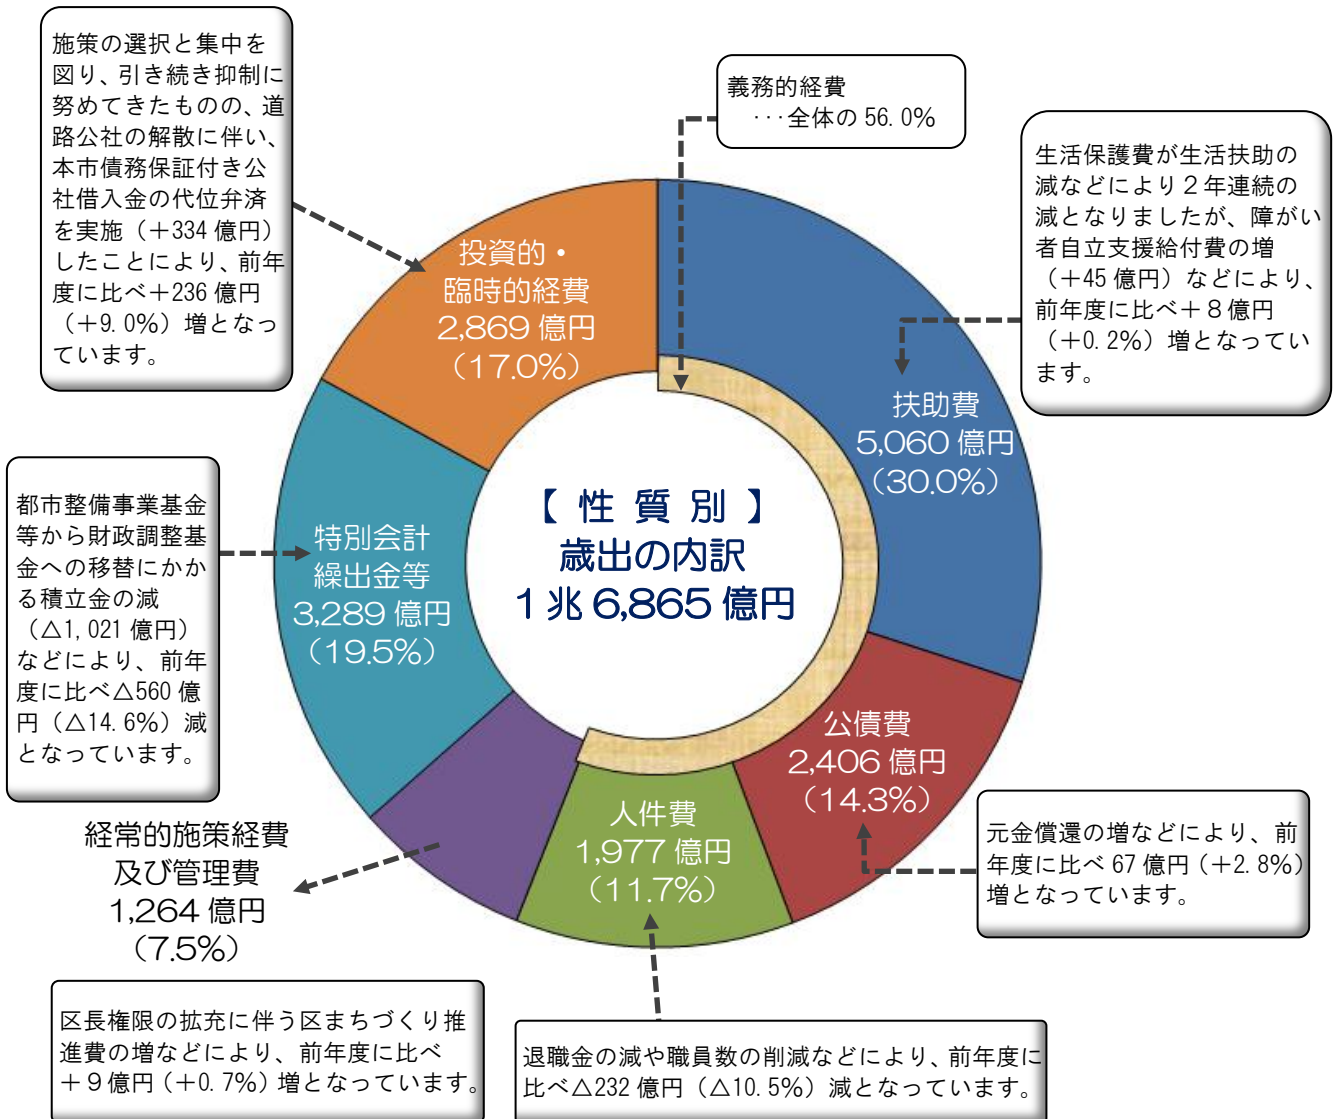 施策の選択と集中を
図り、引き続き抑制に
努めてきたものの、道
路公社の解散に伴い、
本市債務保証付き公
社借入金の代位弁済
を実施（＋334 億円）
したことにより、前年
度に比べ＋236 億円
（＋9.0％）増となっ
ています。
義務的経費
･･･全体の 56.0％
生活保護費が生活扶助の
減などにより２年連続の
減となりましたが、障がい
者自立支援給付費の増
（＋45 億円）などにより、
前年度に比べ＋８億円
（＋0.2％）増となってい
ます。
投資的・
臨時的経費
2,869 億円
（17.0%）
扶助費
5,060 億円
（30.0%）
都市整備事業基金
等から財政調整基
金への移替にかか
る積立金の減
（△1,021 億円）
などにより、前年
度に比べ△560 億
円（△14.6％）減
となっています。
特別会計
繰出金等
3,289 億円
（19.5%）
【 性 質 別 】
歳出の内訳
１兆 6,865 億円
公債費
2,406 億円
（14.3%）
人件費
1,977 億円
（11.7%）
経常的施策経費
及び管理費
1,264 億円
（7.5%）
元金償還の増などにより、前
年度に比べ 67 億円（＋2.8％）
増となっています。
区長権限の拡充に伴う区まちづくり推
進費の増などにより、前年度に比べ
＋９億円（＋0.7％）増となっています。
退職金の減や職員数の削減などにより、前年度に
比べ△232 億円（△10.5％）減となっています。